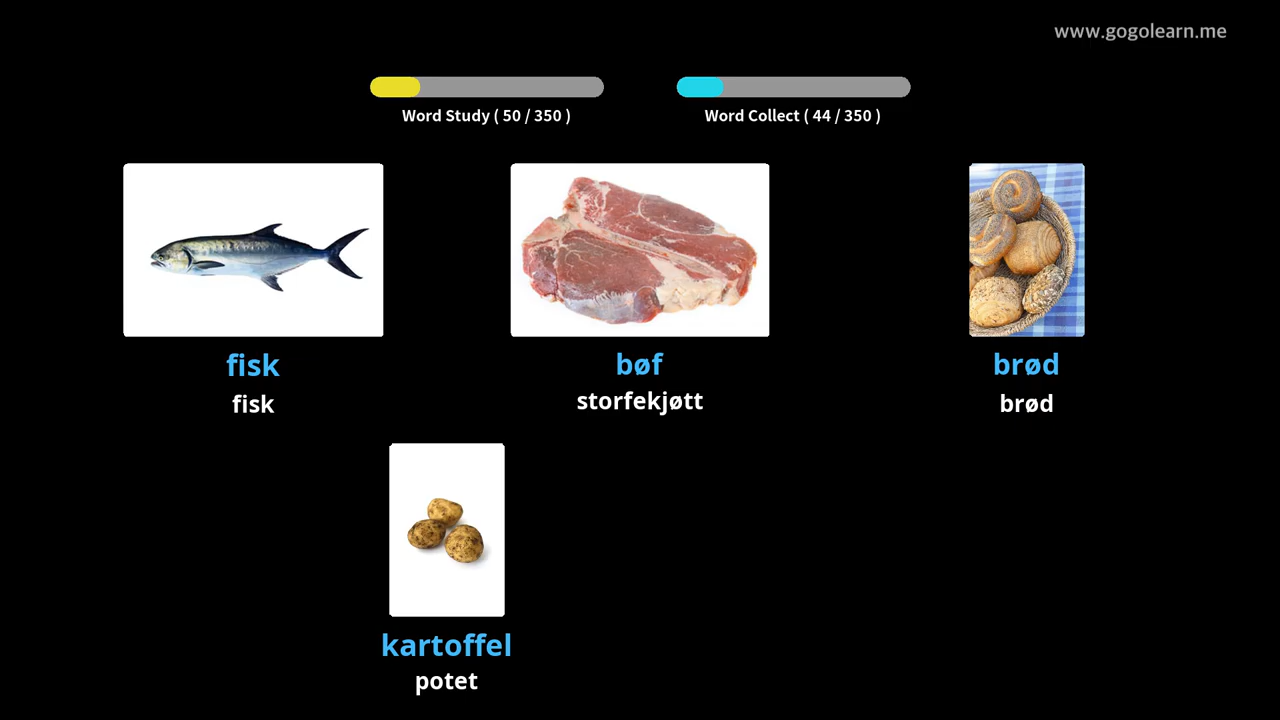 www.gogolearn.me
Word Study ( 50 / 350 )
Word Collect ( 44 / 350 )
fisk
fisk
bøf
storfekjøtt
brød
brød
kartoffel
potet